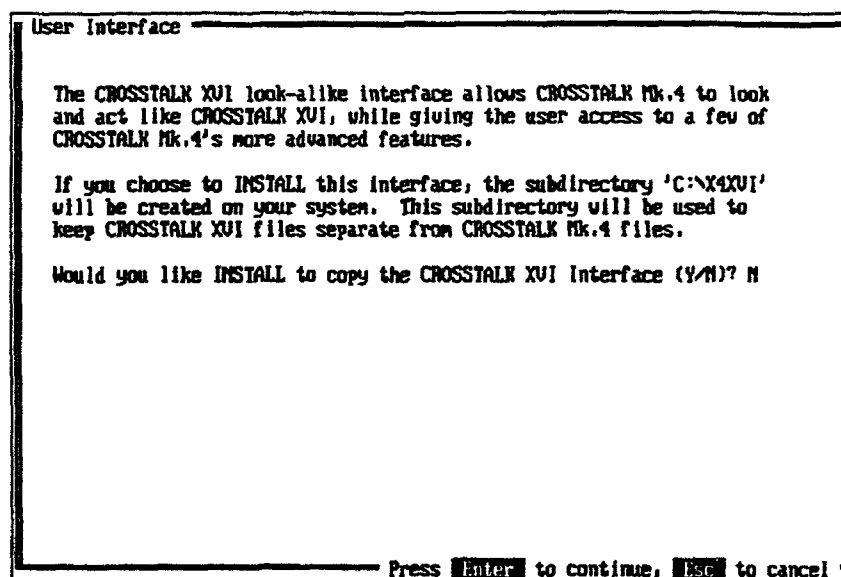 User Interface
The CROSSTALK XVI look-alike interface allows CROSSTALK Mk.4 to look
and act like CROSSTALK XVI, while giving the user access to a few of
CROSSTALK Mk.4's more advanced features.
If you choose to INSTALL this interface, the subdirectory 'C:\X4XVI'
will be created on your system. This subdirectory will be used to
keep CROSSTALK XVI files separate from CROSSTALK Mk.4 files.
Would you like INSTALL to copy the CROSSTALK XVI Interface (Y/N)? N
Press Enter to continue, Esc to cancel